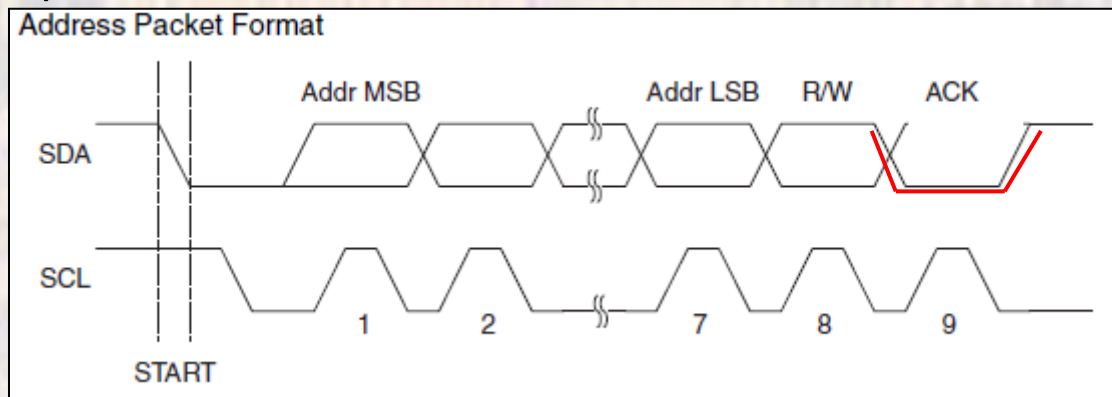 Address Packet Format
Addr MSB Addr LSB R/W ACK
SDA
SCL
1 2 7 8 9
START